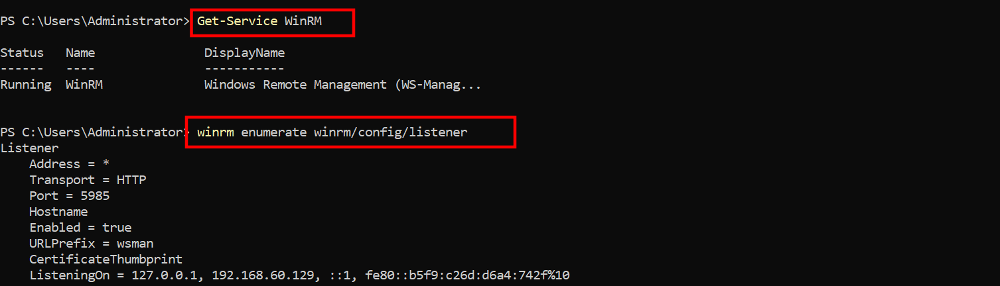 PS C:\Users\Administrator> Get-Service WinRM
Status   Name               DisplayName
------   ----               -----------
Running  WinRM              Windows Remote Management (WS-Manag...
PS C:\Users\Administrator> winrm enumerate winrm/config/listener
Listener
    Address = *
    Transport = HTTP
    Port = 5985
    Hostname
    Enabled = true
    URLPrefix = wsman
    CertificateThumbprint
    ListeningOn = 127.0.0.1, 192.168.60.129, ::1, fe80::b5f9:c26d:d6a4:742f%10